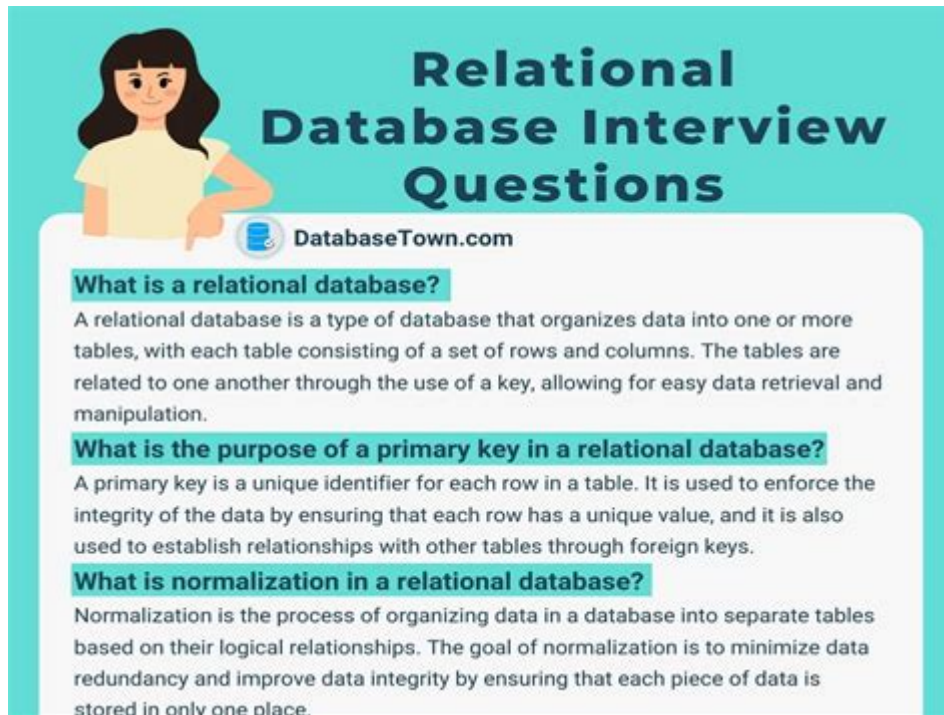 Relational
Database Interview
Questions
DatabaseTown.com
What is a relational database?
A relational database is a type of database that organizes data into one or more
tables, with each table consisting of a set of rows and columns. The tables are
related to one another through the use of a key, allowing for easy data retrieval and
manipulation.
What is the purpose of a primary key in a relational database?
A primary key is a unique identifier for each row in a table. It is used to enforce the
integrity of the data by ensuring that each row has a unique value, and it is also
used to establish relationships with other tables through foreign keys.
What is normalization in a relational database?
Normalization is the process of organizing data in a database into separate tables
based on their logical relationships. The goal of normalization is to minimize data
redundancy and improve data integrity by ensuring that each piece of data is
stored in only one place.